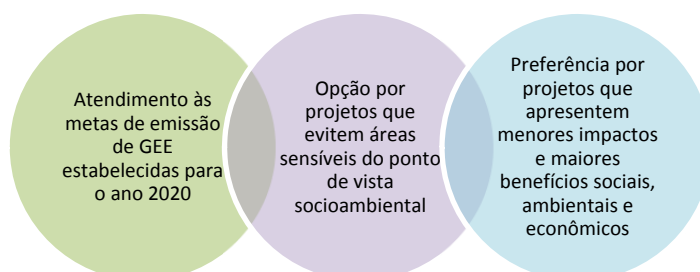 Atendimento às
metas de emissão
de GEE
estabelecidas para
o ano 2020
Opção por
projetos que
evitem áreas
sensíveis do ponto
de vista
socioambiental
Preferência por
projetos que
apresentem
menores impactos
e maiores
benefícios sociais,
ambientais e
econômicos